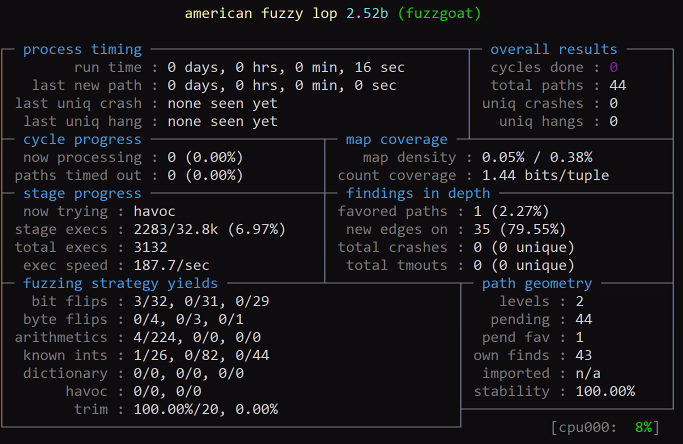 american fuzzy lop 2.52b (fuzzgoat)
process timing
run time : 0 days, 0 hrs, 0 min, 16 sec
last new path : 0 days, 0 hrs, 0 min, 0 sec
last uniq crash : none seen yet
last uniq hang : none seen yet
overall results
cycles done : 0
total paths : 44
uniq crashes : 0
uniq hangs : 0
cycle progress
now processing : 0 (0.00%)
paths timed out : 0 (0.00%)
map coverage
map density : 0.05% / 0.38%
count coverage : 1.44 bits/tuple
stage progress
now trying : havoc
stage execs : 2283/32.8k (6.97%)
total execs : 3132
exec speed : 187.7/sec
findings in depth
favored paths : 1 (2.27%)
new edges on : 35 (79.55%)
total crashes : 0 (0 unique)
total tmouts : 0 (0 unique)
fuzzing strategy yields
bit flips : 3/32, 0/31, 0/29
byte flips : 0/4, 0/3, 0/1
arithmetics : 4/224, 0/0, 0/0
known ints : 1/26, 0/82, 0/44
dictionary : 0/0, 0/0, 0/0
havoc : 0/0, 0/0
trim : 100.00%/20, 0.00%
path geometry
levels : 2
pending : 44
pend fav : 1
own finds : 43
imported : n/a
stability : 100.00%
[cpu000: 8%]